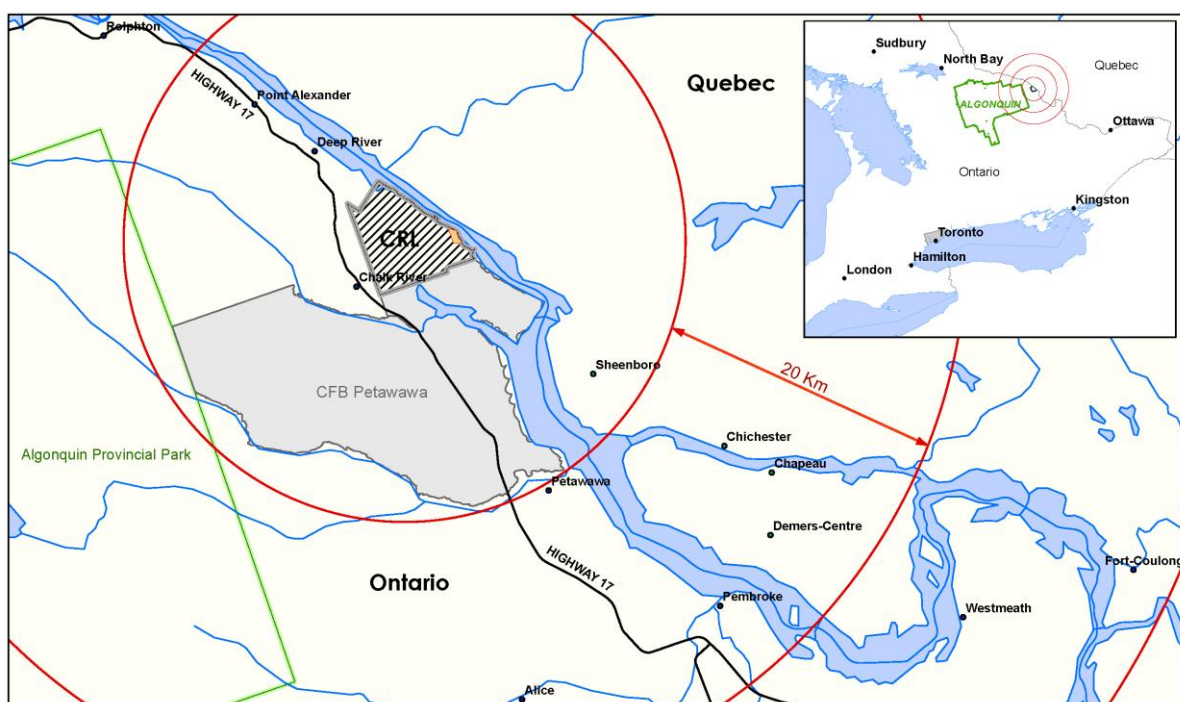 Rolphton
HIGHWAY 17
Point Alexander
Deep River
Quebec
CRL
Chalk River
CFB Petawawa
Sheenboro
20 Km
Algonquin Provincial Park
Chichester
Chapeau
Petawawa
Demers-Centre
HIGHWAY 17
Ontario
Pembroke
Fort-Coulong
Westmeath
Alice
Sudbury
North Bay
Quebec
ALGONQUIN
Ottawa
Ontario
Kingston
Toronto
Hamilton
London